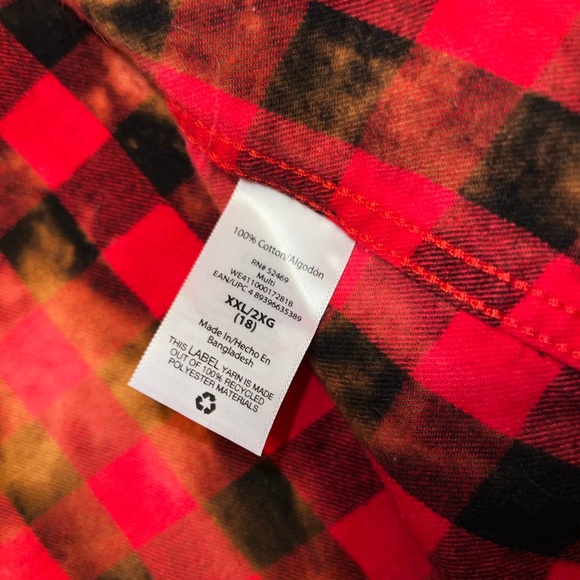 100% Cotton/Algodón
RN# 52469
Multi
WE41100017281B
EAN/UPC 4 89396635389
XXL/2XG
(18)
Made In/Hecho En
Bangladesh
THIS LABEL YARN IS MADE
OUT OF 100% RECYCLED
POLYESTER MATERIALS